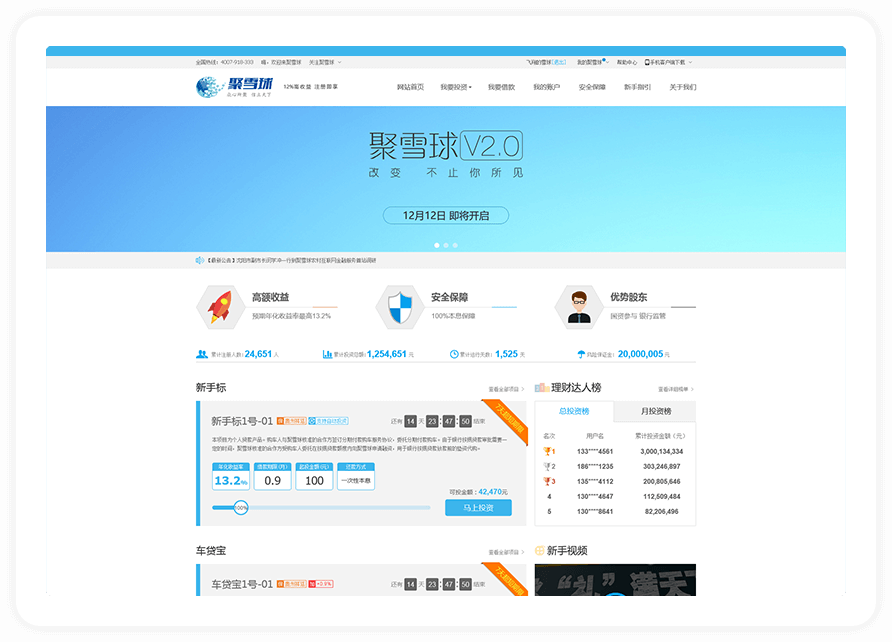 全国热线：4007-918-333 嗨，欢迎来聚雪球 关注聚雪球
飞翔的雪球[退出] 我的聚雪球 帮助中心 手机客户端下载
聚雪球
12%高收益 注册即享
网站首页 我要投资 我要借款 我的账户 安全保障 新手指引 关于我们
聚雪球V2.0
改变 不止你所见
12月12日 即将开启
高额收益
预期年化收益率最高13.2%
安全保障
100%本息保障
优势股东
国资参与 银行监管
累计注册人数: 24,651 人
累计投资总额: 1,254,651 元
累计运行天数: 1,525 天
风险保证金: 20,000,005 元
新手标
查看全部项目 >
新手标1号-01
还有 14 天 23 : 47 : 50 结束
年化收益率
13.2%
借款期限(月)
0.9
起投金额(元)
100
还款方式
一次性本息
100%
可投金额：42,470元
马上投资
理财达人榜
查看详细榜单 >
总投资榜 月投资榜
名次 用户名 累计投资金额（元）
1 133****4561 3,000,134,334
2 186****1235 303,246,897
3 135****4112 200,805,646
4 130****4647 112,509,484
5 130****8641 82,206,496
车贷宝
查看全部项目 >
车贷宝1号-01
还有 14 天 23 : 47 : 50 结束
新手视频